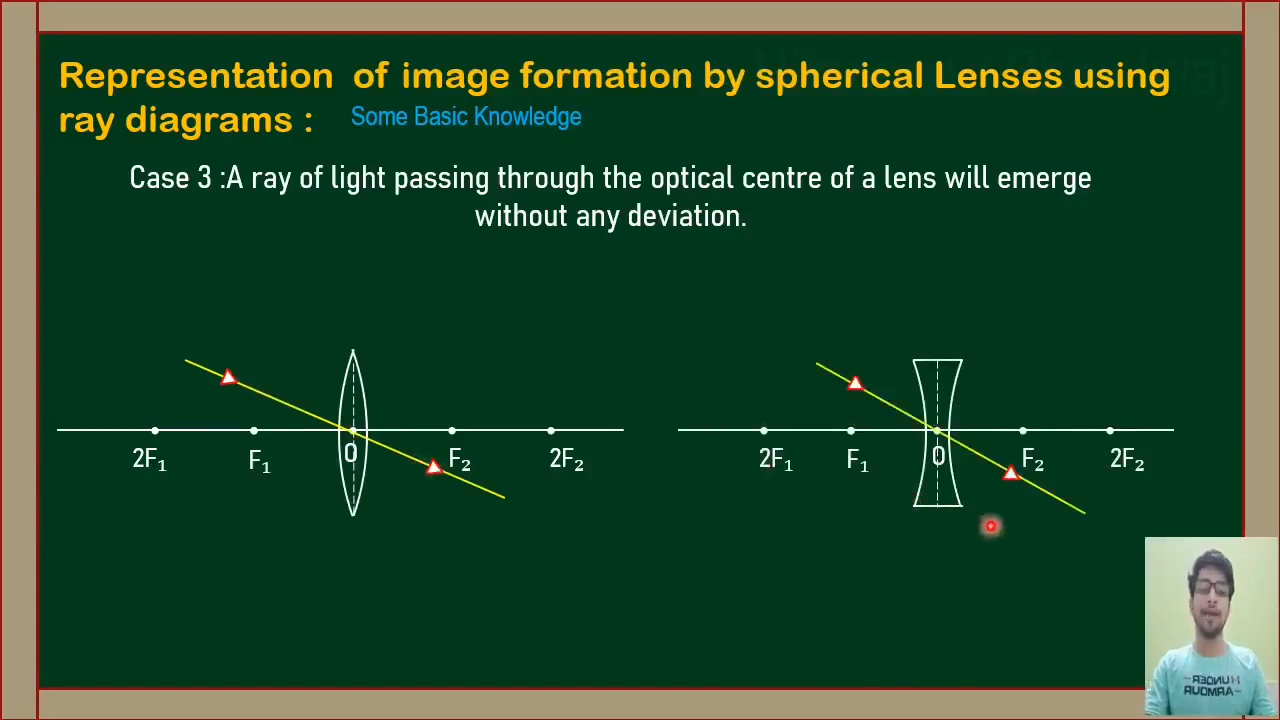 Representation of image formation by spherical Lenses using
ray diagrams :
Some Basic Knowledge
Case 3 :A ray of light passing through the optical centre of a lens will emerge
without any deviation.
2F₁ F₁ O F₂ 2F₂
2F₁ F₁ O F₂ 2F₂
UNDER
ARMOUR